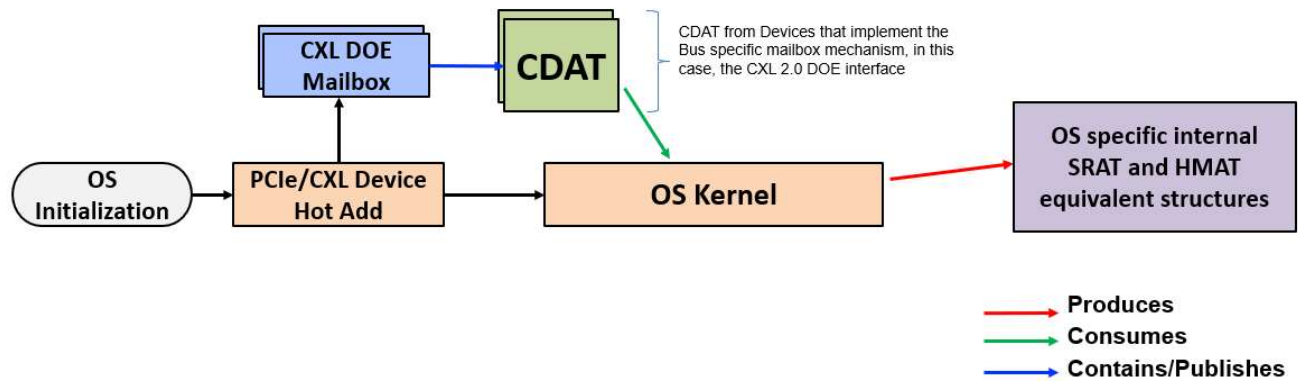 CXL DOE
Mailbox
CDAT
CDAT from Devices that implement the
Bus specific mailbox mechanism, in this
case, the CXL 2.0 DOE interface
OS
Initialization
PCIe/CXL Device
Hot Add
OS Kernel
OS specific internal
SRAT and HMAT
equivalent structures
Produces
Consumes
Contains/Publishes